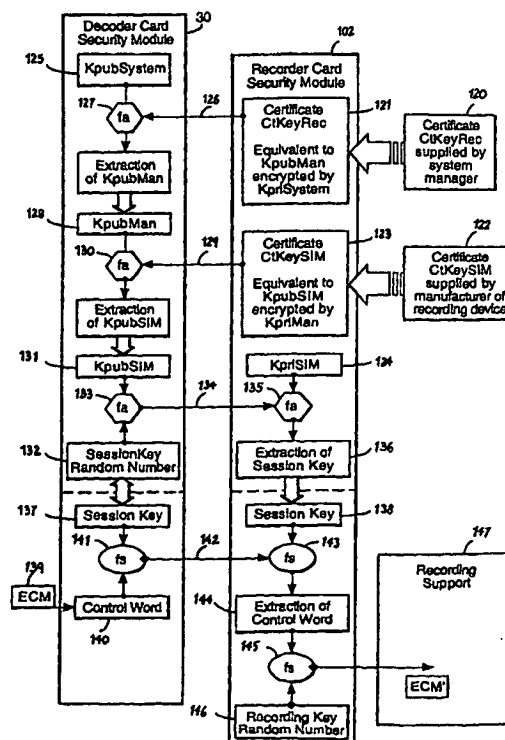 Decoder Card
Security Module
30
125
KpubSystem
127
fa
126
Extraction
of KpubMan
128
KpubMan
130
fa
129
Extraction
of KpubSIM
131
KpubSIM
133
fa
134
132
SessionKey
Random Number
137
Session Key
141
fs
142
139
ECM
Control Word
140
102
Recorder Card
Security Module
121
Certificate
CtKeyRec
Equivalent to
KpubMan
encrypted by
KpriSystem
120
Certificate
CtKeyRec
supplied by
system
manager
123
Certificate
CtKeySIM
Equivalent to
KpubSIM
encrypted by
KpriMan
122
Certificate
CtKeySIM
supplied by
manufacturer of
recording device
KpriSIM
124
135
fa
136
Extraction of
Session Key
Session Key
138
fs
143
144
Extraction of
Control Word
145
fs
146
Recording Key
Random Number
147
Recording
Support
ECM'